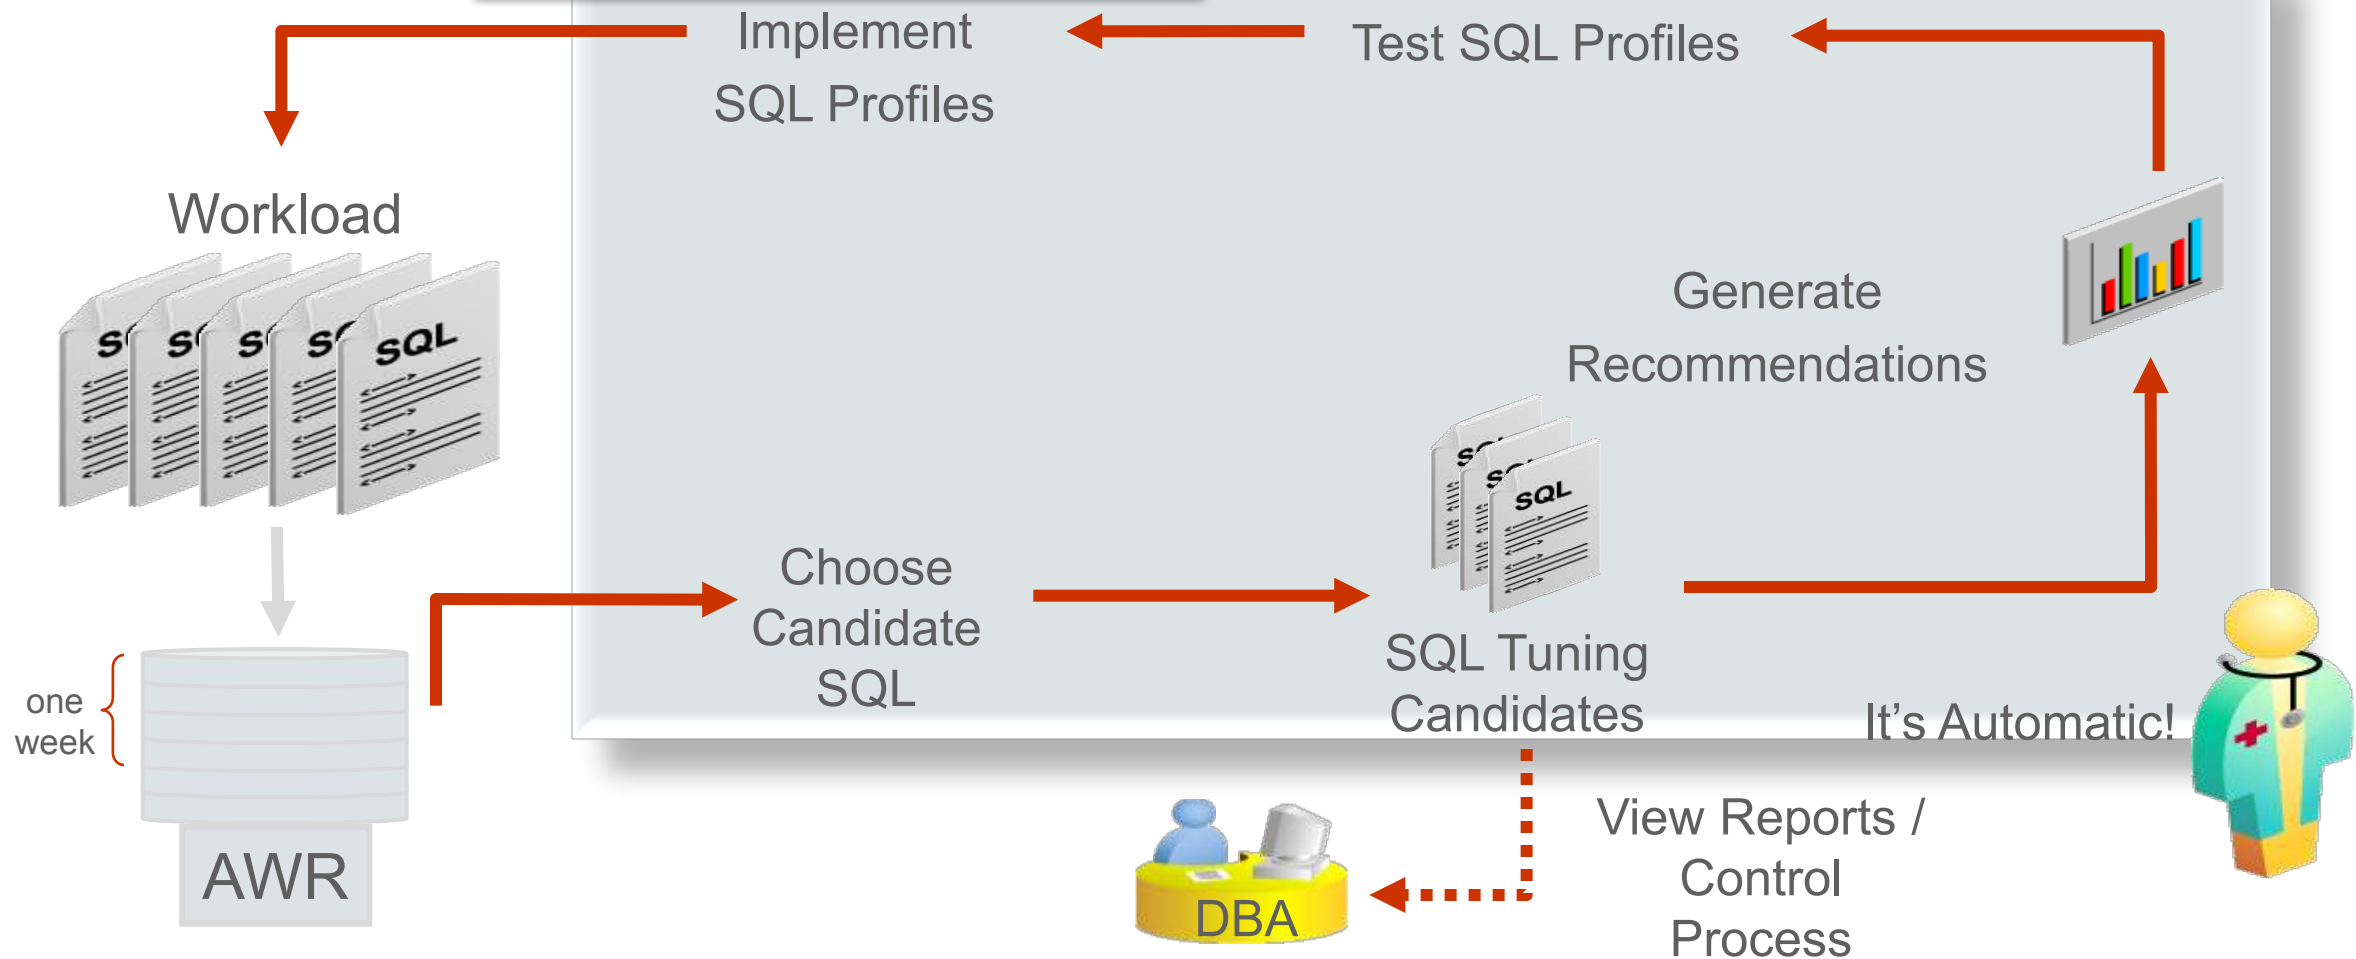 Implement
SQL Profiles
Test SQL Profiles
Workload
SQL
Generate
Recommendations
SQL
Choose
Candidate
SQL
SQL Tuning
Candidates
It's Automatic!
one
week
AWR
DBA
View Reports /
Control
Process